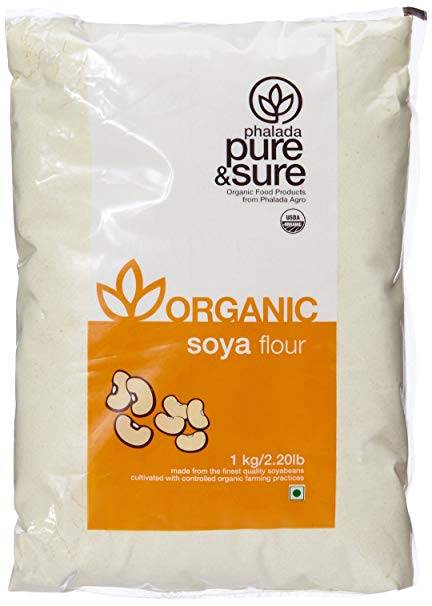 phalada
pure
&sure
Organic Food Products
from Phalada Agro
USDA
ORGANIC
ORGANIC
soya flour
1 kg/2.20lb
made from the finest quality soyabeans
cultivated with controlled organic farming practices